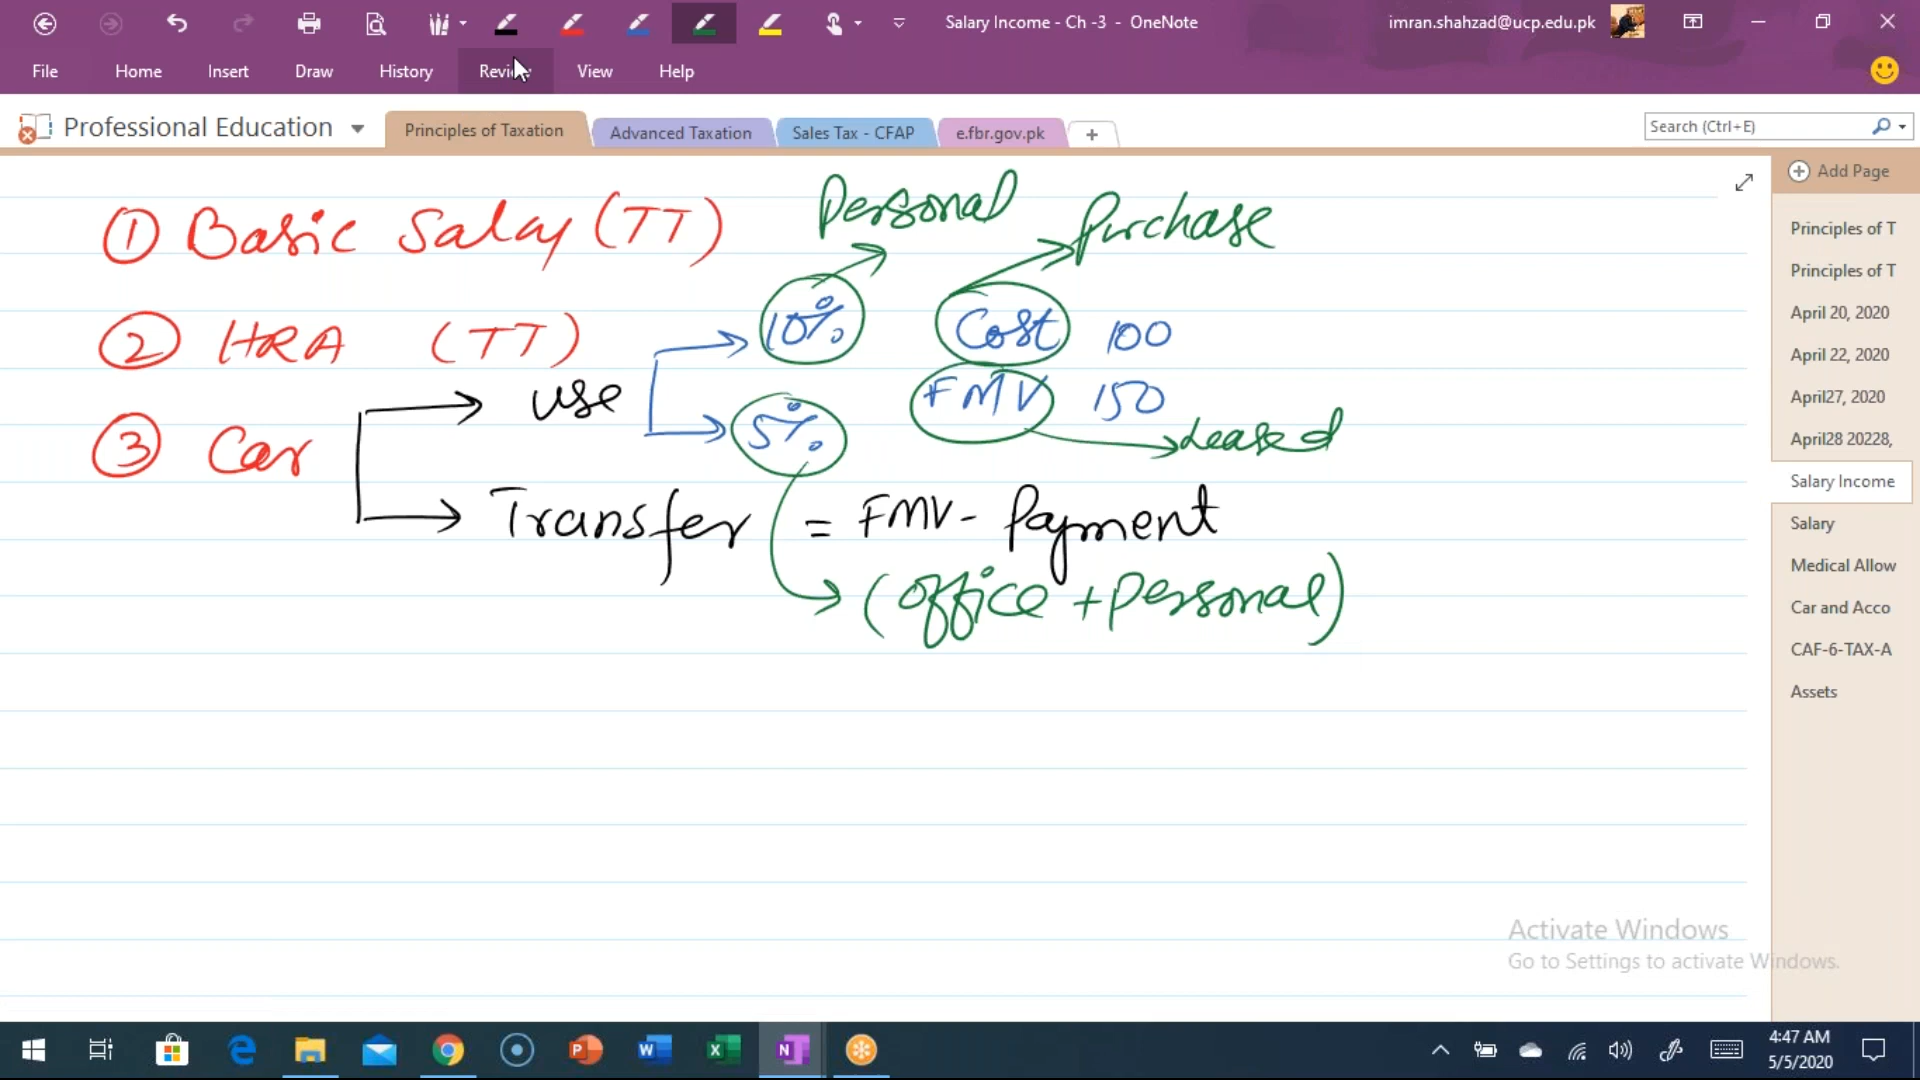 Salary Income - Ch -3 - OneNote
imran.shahzad@ucp.edu.pk
File Home Insert Draw History Review View Help
Professional Education
Principles of Taxation
Advanced Taxation
Sales Tax - CFAP
e.fbr.gov.pk
Search (Ctrl+E)
Add Page
Principles of T
Principles of T
April 20, 2020
April 22, 2020
April27, 2020
April28 20228,
Salary Income
Salary
Medical Allow
Car and Acco
CAF-6-TAX-A
Assets
① Basic Salay (TT)
Personal
Purchase
② HRA (TT)
10%
Cost 100
use
5%
FMV 150
Leased
③ Car
Transfer = FMV - Payment
(office + Personal)
Activate Windows
Go to Settings to activate Windows.
4:47 AM
5/5/2020